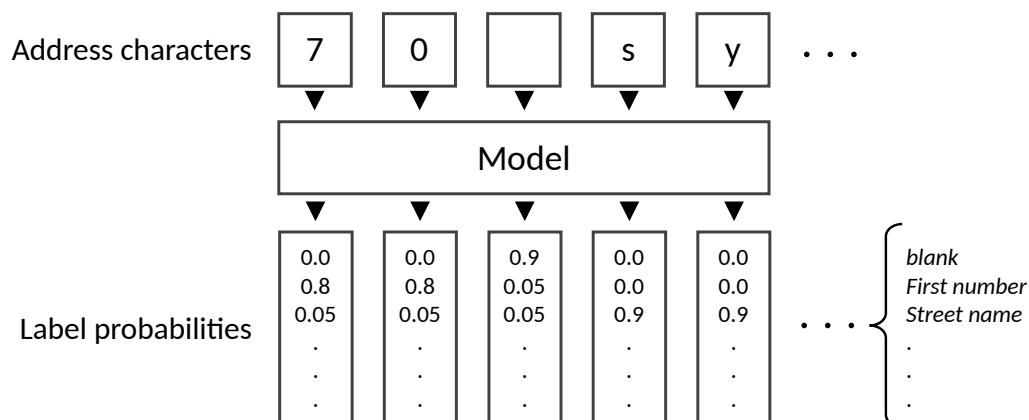 Address characters 7 0 s y . . .
Model
0.0 0.0 0.9 0.0 0.0 blank
0.8 0.8 0.05 0.0 0.0 First number
Label probabilities 0.05 0.05 0.05 0.9 0.9 . . . Street name
. . . . . .
. . . . . .
. . . . . .